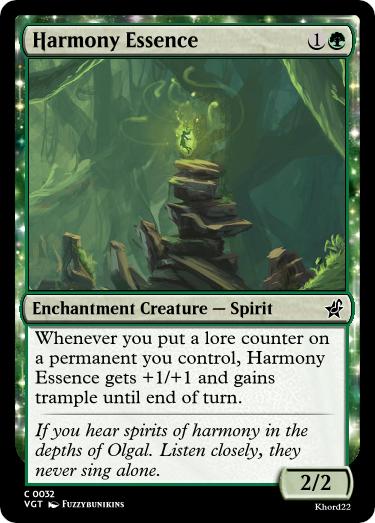 Harmony Essence 1
Enchantment Creature — Spirit
Whenever you put a lore counter on
a permanent you control, Harmony
Essence gets +1/+1 and gains
trample until end of turn.
If you hear spirits of harmony in the
depths of Olgal. Listen closely, they
never sing alone.
2/2
C 0032
VGT FUZZYBUNIKINS
Khord22